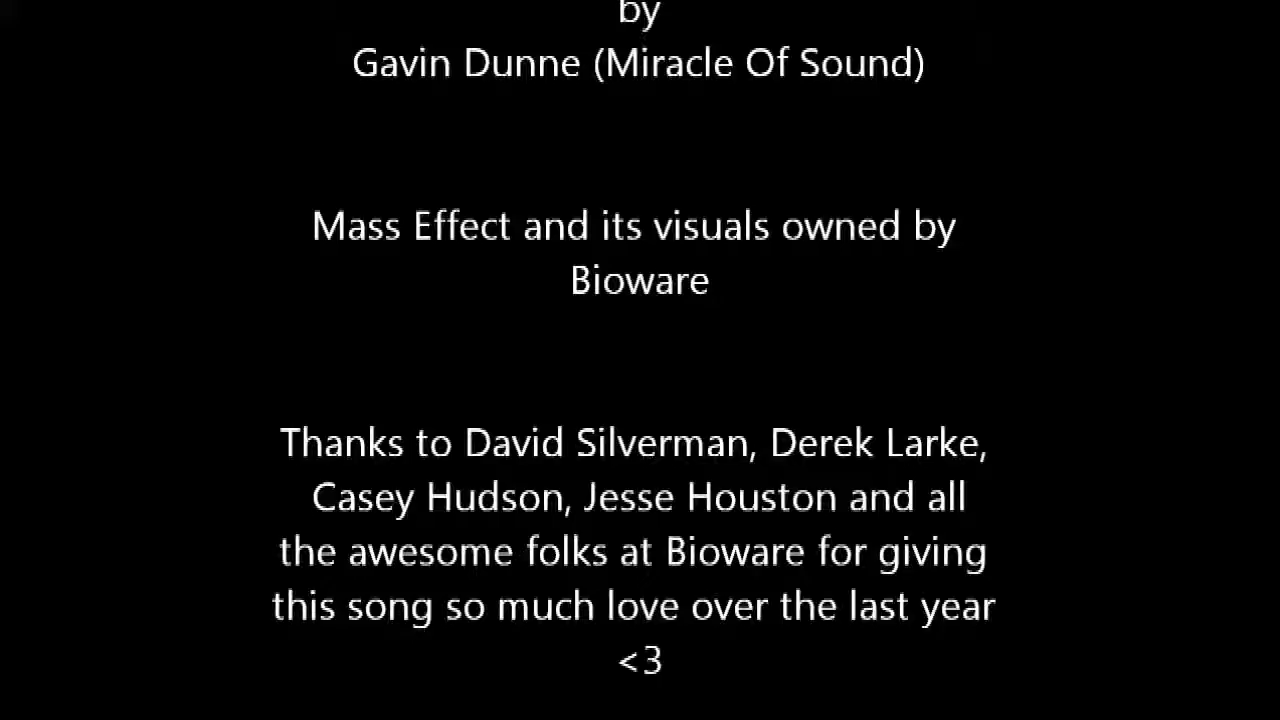 by
Gavin Dunne (Miracle Of Sound)
Mass Effect and its visuals owned by
Bioware
Thanks to David Silverman, Derek Larke,
Casey Hudson, Jesse Houston and all
the awesome folks at Bioware for giving
this song so much love over the last year
<3